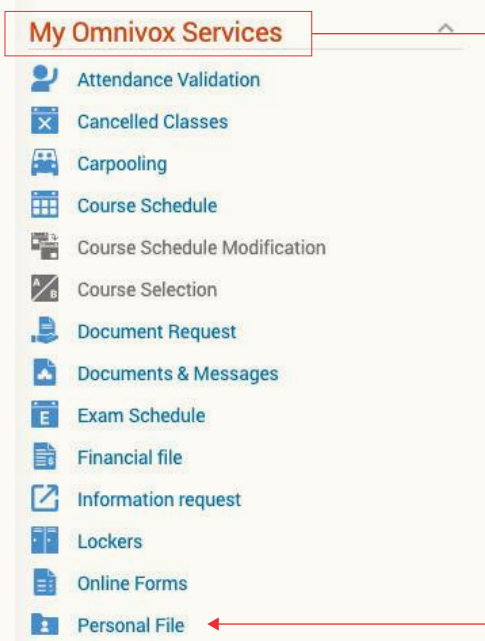 My Omnivox Services
Attendance Validation
Cancelled Classes
Carpooling
Course Schedule
Course Schedule Modification
A/B Course Selection
Document Request
Documents & Messages
E Exam Schedule
Financial file
Information request
Lockers
Online Forms
Personal File